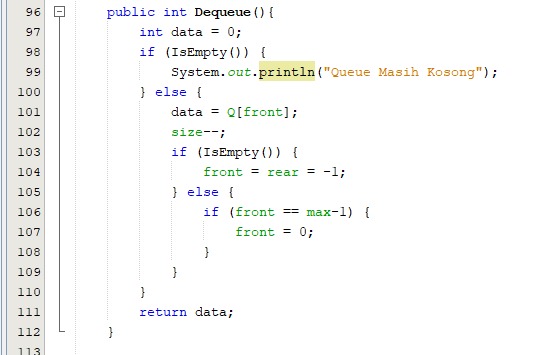 96 public int Dequeue(){
97 int data = 0;
98 if (IsEmpty()) {
99 System.out.println("Queue Masih Kosong");
100 } else {
101 data = Q[front];
102 size--;
103 if (IsEmpty()) {
104 front = rear = -1;
105 } else {
106 if (front == max-1) {
107 front = 0;
108 }
109 }
110 }
111 return data;
112 }
113